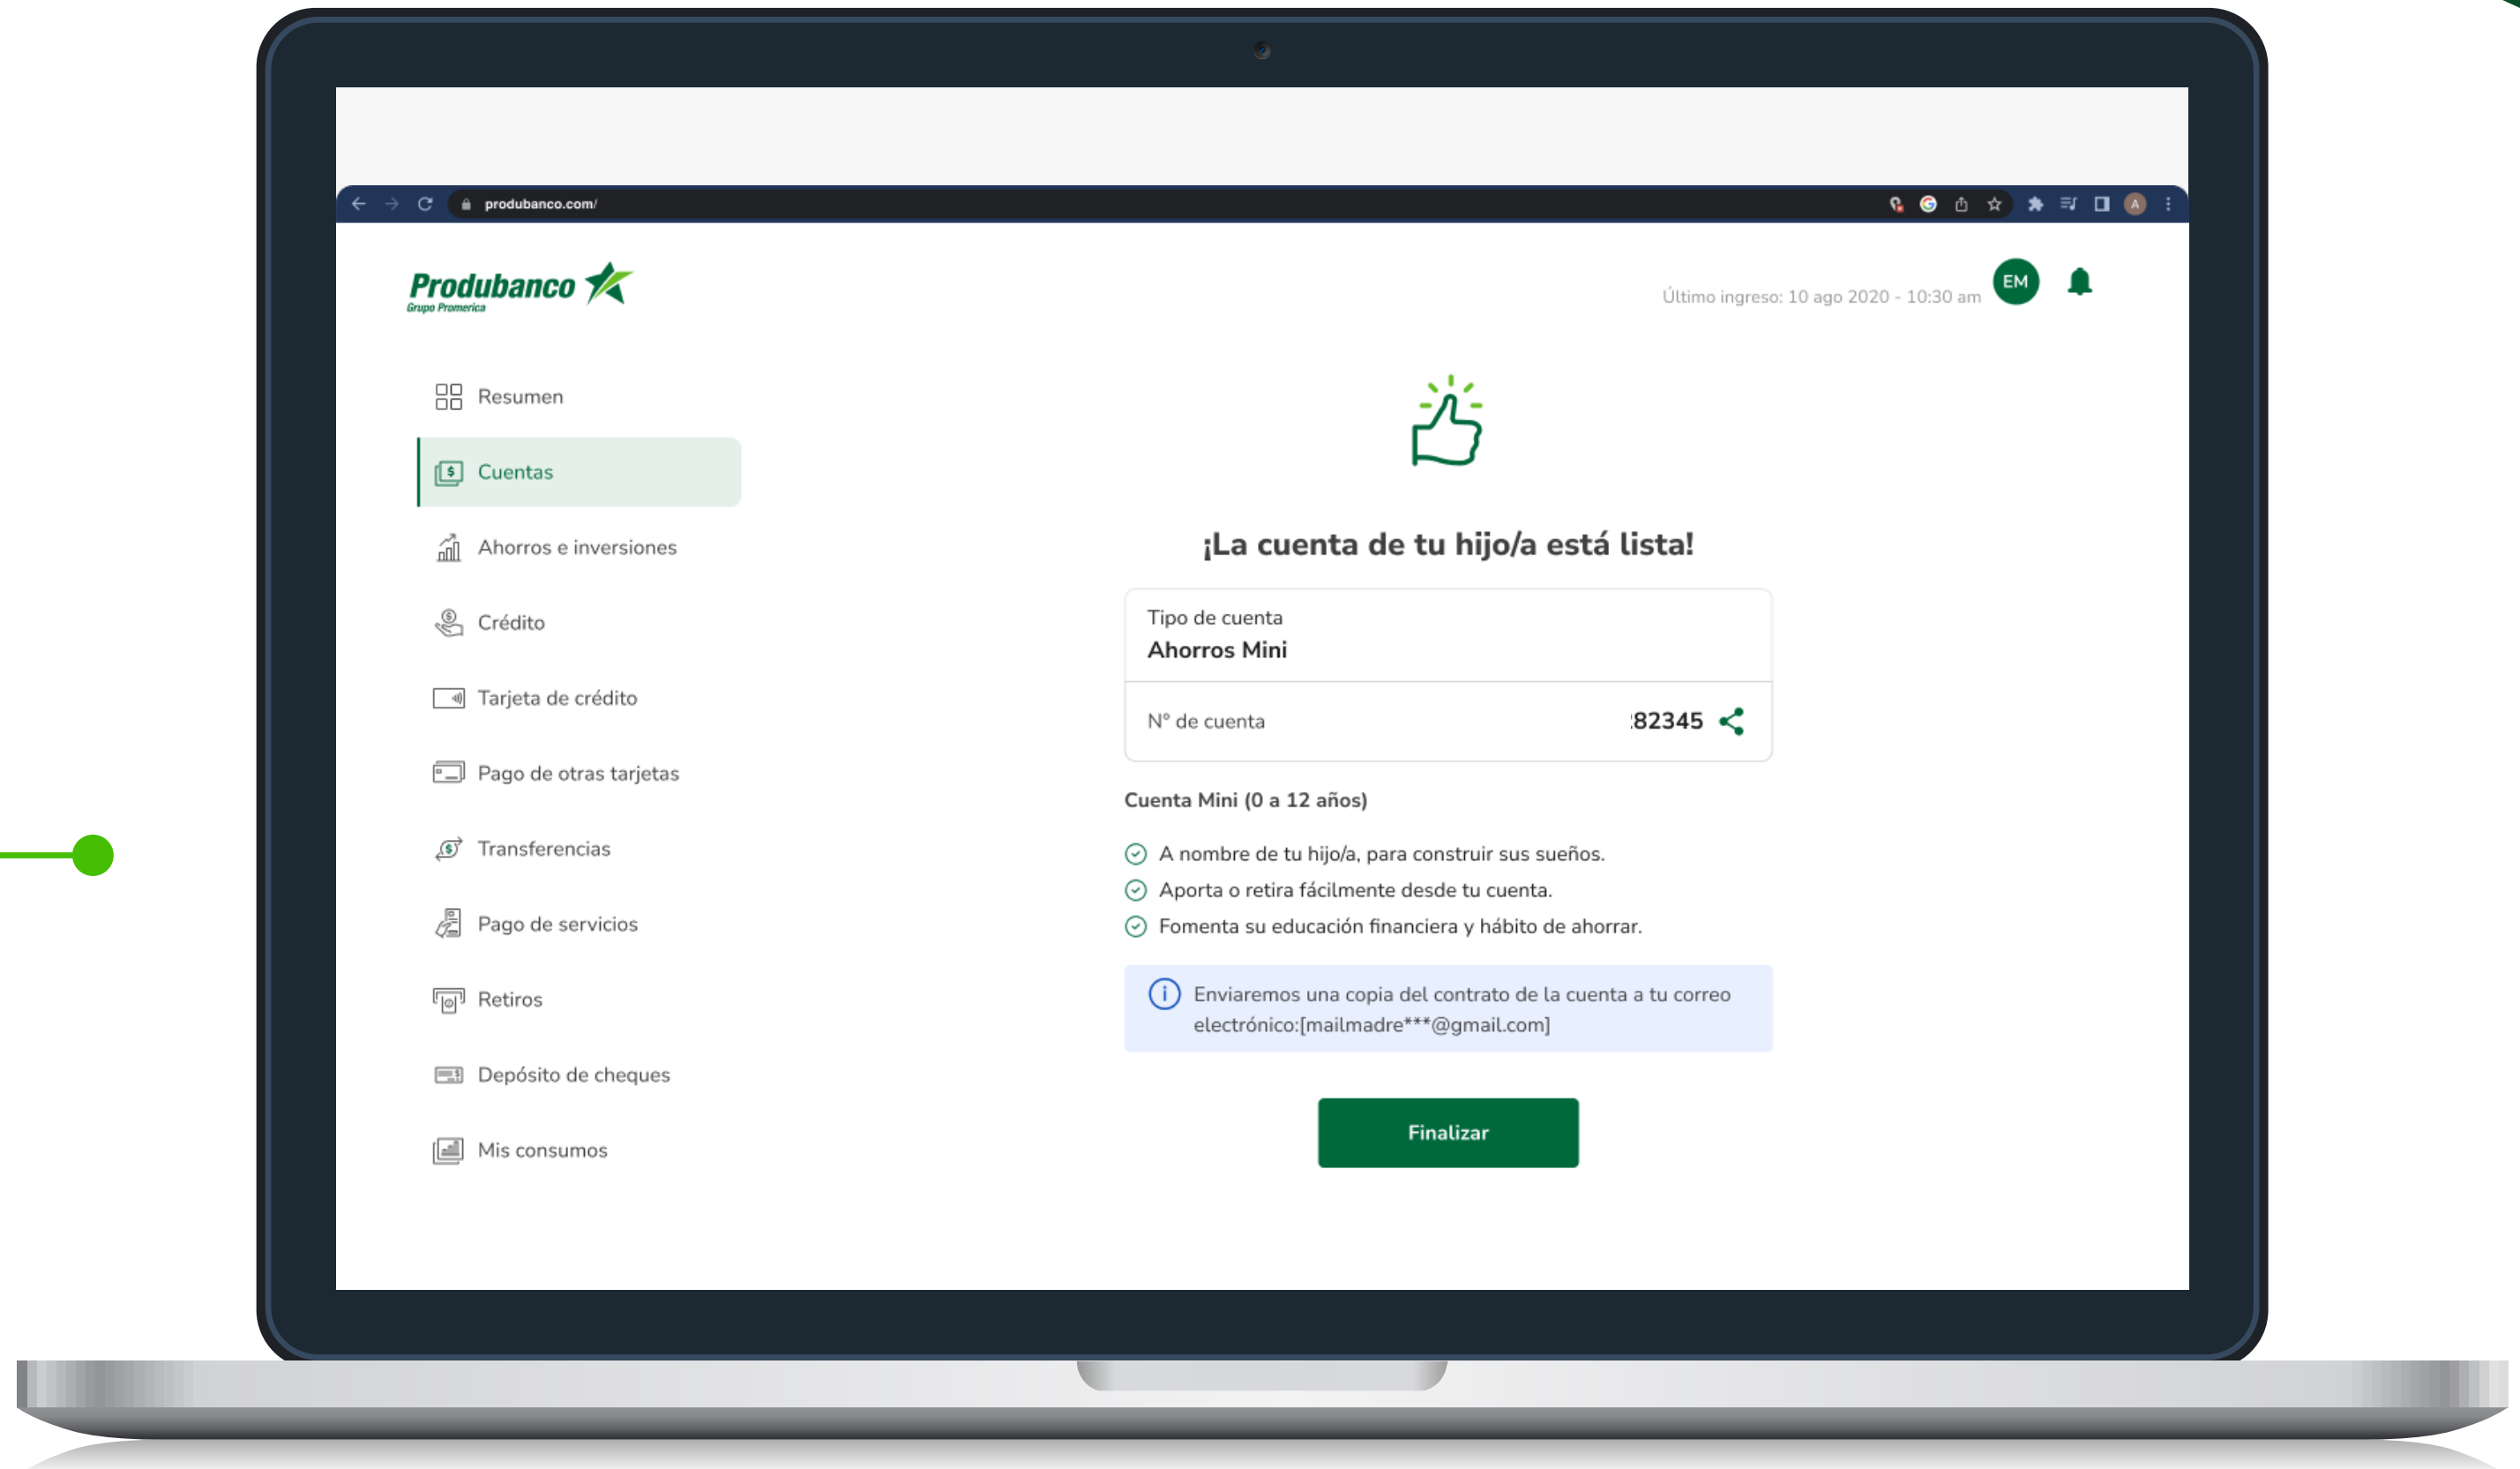 produbanco.com/
A
Produbanco
Grupo Promerica
Último ingreso: 10 ago 2020 - 10:30 am
EM
Resumen
Cuentas
Ahorros e inversiones
Crédito
Tarjeta de crédito
Pago de otras tarjetas
Transferencias
Pago de servicios
Retiros
Depósito de cheques
Mis consumos
¡La cuenta de tu hijo/a está lista!
Tipo de cuenta
Ahorros Mini
N° de cuenta 82345
Cuenta Mini (0 a 12 años)
A nombre de tu hijo/a, para construir sus sueños.
Aporta o retira fácilmente desde tu cuenta.
Fomenta su educación financiera y hábito de ahorrar.
Enviaremos una copia del contrato de la cuenta a tu correo
electrónico:[mailmadre***@gmail.com]
Finalizar